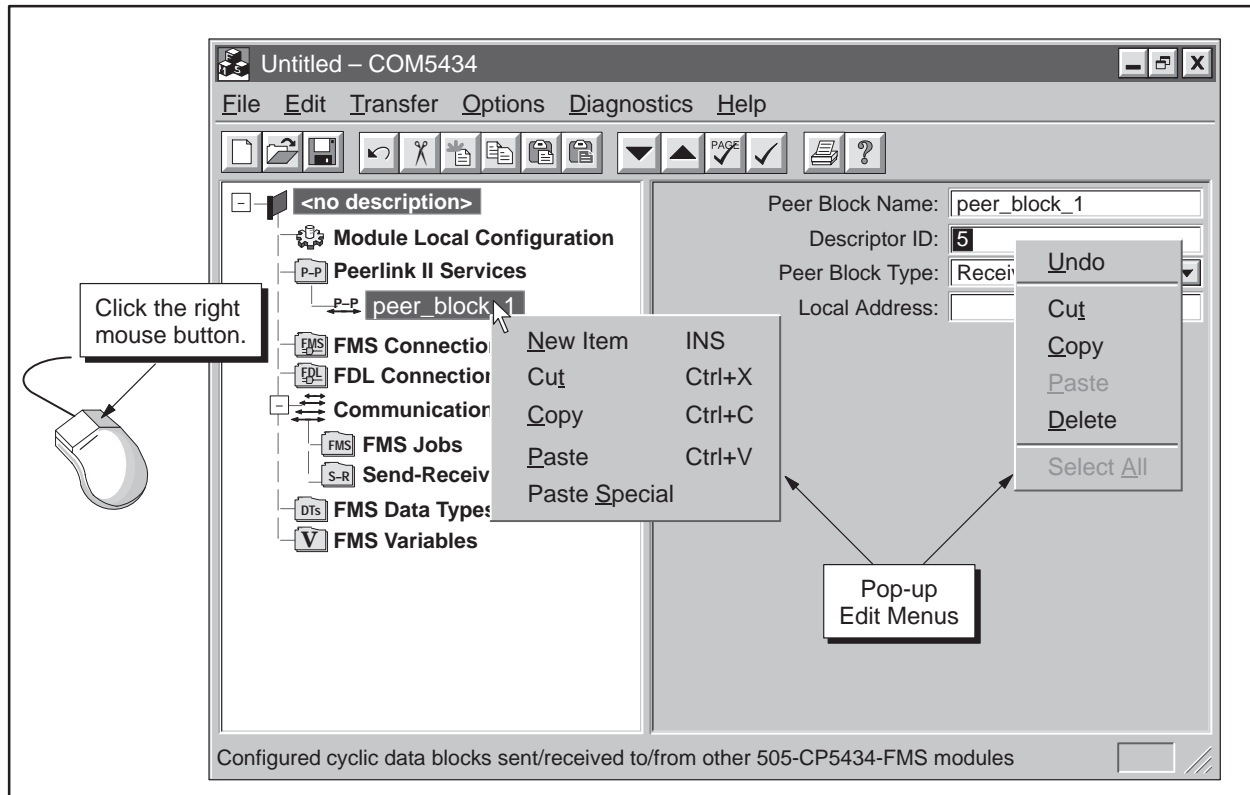 Untitled – COM5434
File Edit Transfer Options Diagnostics Help
PAGE
<no description>
Module Local Configuration
P–P Peerlink II Services
P–P peer_block_1
FMS FMS Connectio
FDL FDL Connection
Communication
FMS FMS Jobs
S–R Send-Receiv
DTs FMS Data Types
V FMS Variables
Click the right
mouse button.
New Item INS
Cut Ctrl+X
Copy Ctrl+C
Paste Ctrl+V
Paste Special
Peer Block Name: peer_block_1
Descriptor ID: 5
Peer Block Type: Receiv
Local Address:
Undo
Cut
Copy
Paste
Delete
Select All
Pop-up
Edit Menus
Configured cyclic data blocks sent/received to/from other 505-CP5434-FMS modules